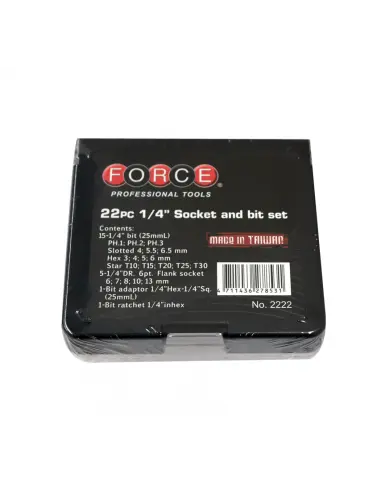 FORCE®
PROFESSIONAL TOOLS
22PC 1/4" Socket and bit set
Contents:
15-1/4" bit (25mmL)
PH.1; PH.2; PH.3
Slotted 4; 5.5; 6.5 mm
Hex 3; 4; 5; 6 mm
Star T10; T15; T20; T25; T30
5-1/4"DR. 6pt. Flank socket
6; 7; 8; 10; 13 mm
1-Bit adaptor 1/4"Hex-1/4"Sq.
(25mmL)
1-Bit ratchet 1/4"inhex
MADE IN TAIWAN
4 711436 278531
No. 2222